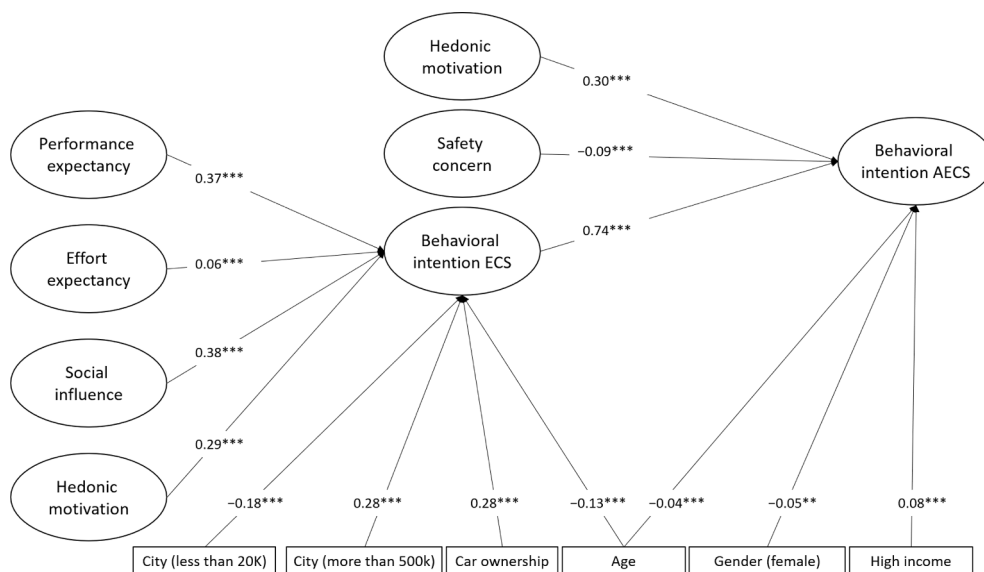 Hedonic
motivation
0.30***
Performance
expectancy
0.37***
Safety
concern
−0.09***
Behavioral
intention AECS
Effort
expectancy
0.06***
Behavioral
intention ECS
0.74***
Social
influence
0.38***
Hedonic
motivation
0.29***
−0.18***
0.28***
0.28***
−0.13***
−0.04***
−0.05**
0.08***
City (less than 20K)
City (more than 500k)
Car ownership
Age
Gender (female)
High income